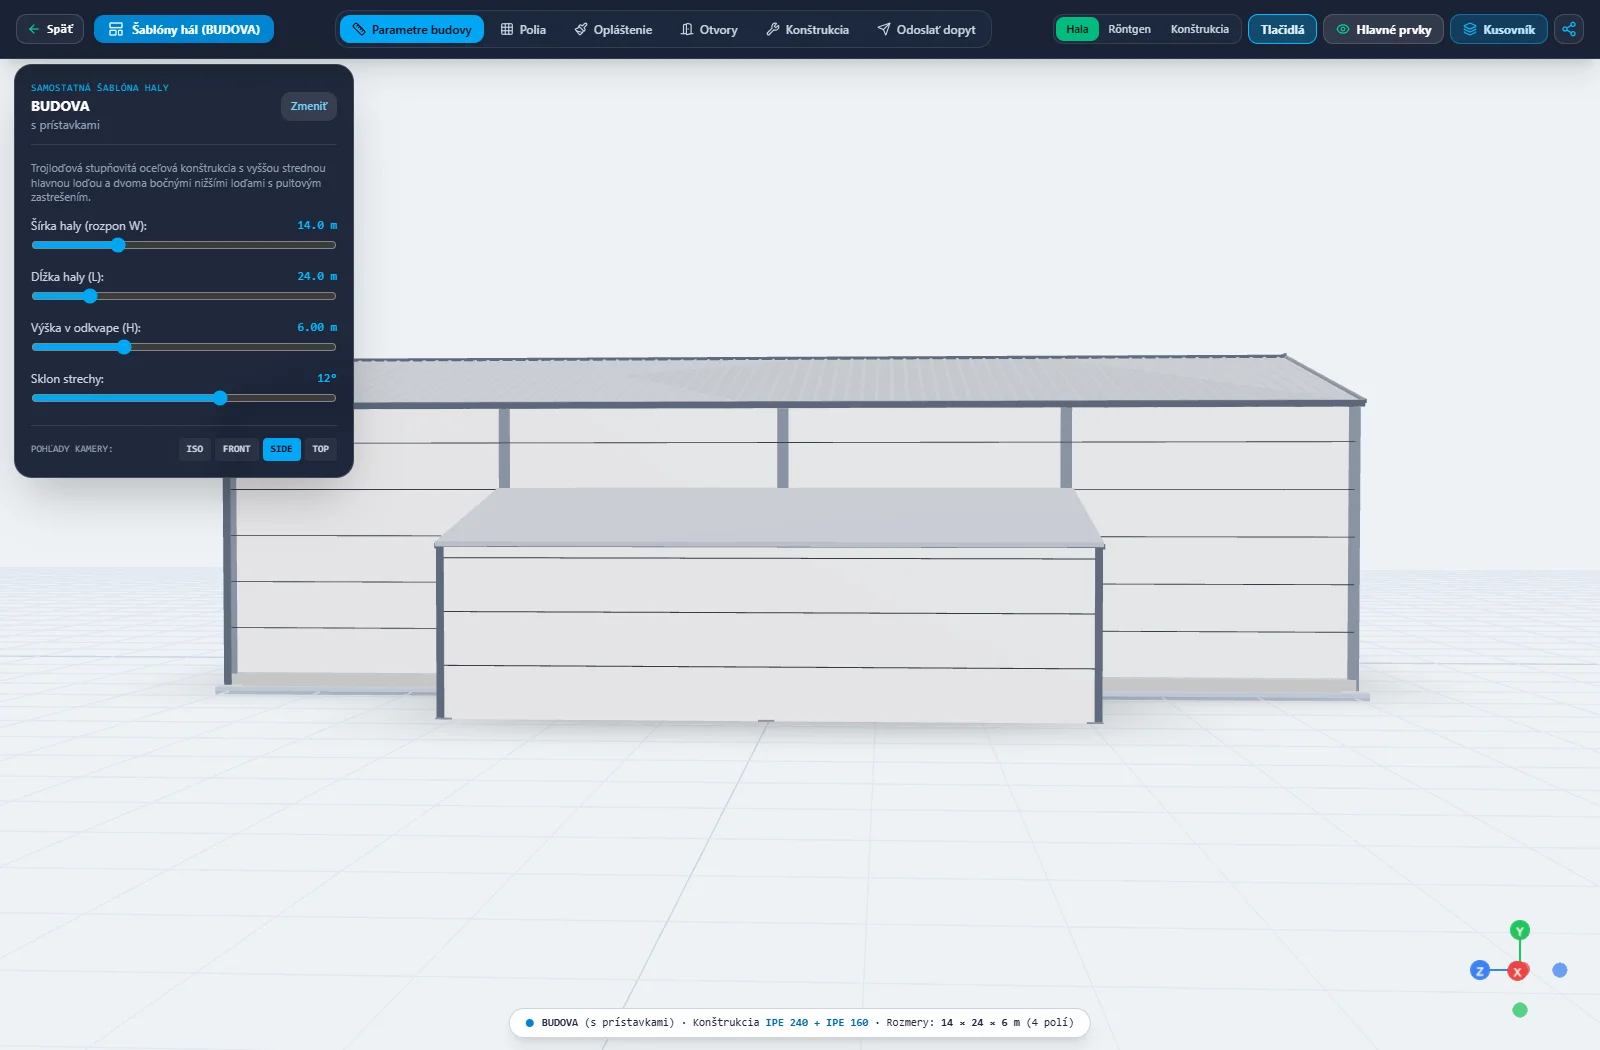 Späť
Šablóny hál (BUDOVA)
Parametre budovy
Polia
Opláštenie
Otvory
Konštrukcia
Odoslať dopyt
Hala
Röntgen
Konštrukcia
Tlačidlá
Hlavné prvky
Kusovník
SAMOSTATNÁ ŠABLÓNA HALY
BUDOVA
s prístavkami
Zmeniť
Trojloďová stupňovitá oceľová konštrukcia s vyššou strednou
hlavnou loďou a dvoma bočnými nižšími loďami s pultovým
zastrešením.
Šírka haly (rozpon W): 14.0 m
Dĺžka haly (L): 24.0 m
Výška v odkvape (H): 6.00 m
Sklon strechy: 12°
POHĽADY KAMERY: ISO FRONT SIDE TOP
Y
Z
X
BUDOVA (s prístavkami) · Konštrukcia IPE 240 + IPE 160 · Rozmery: 14 × 24 × 6 m (4 polí)